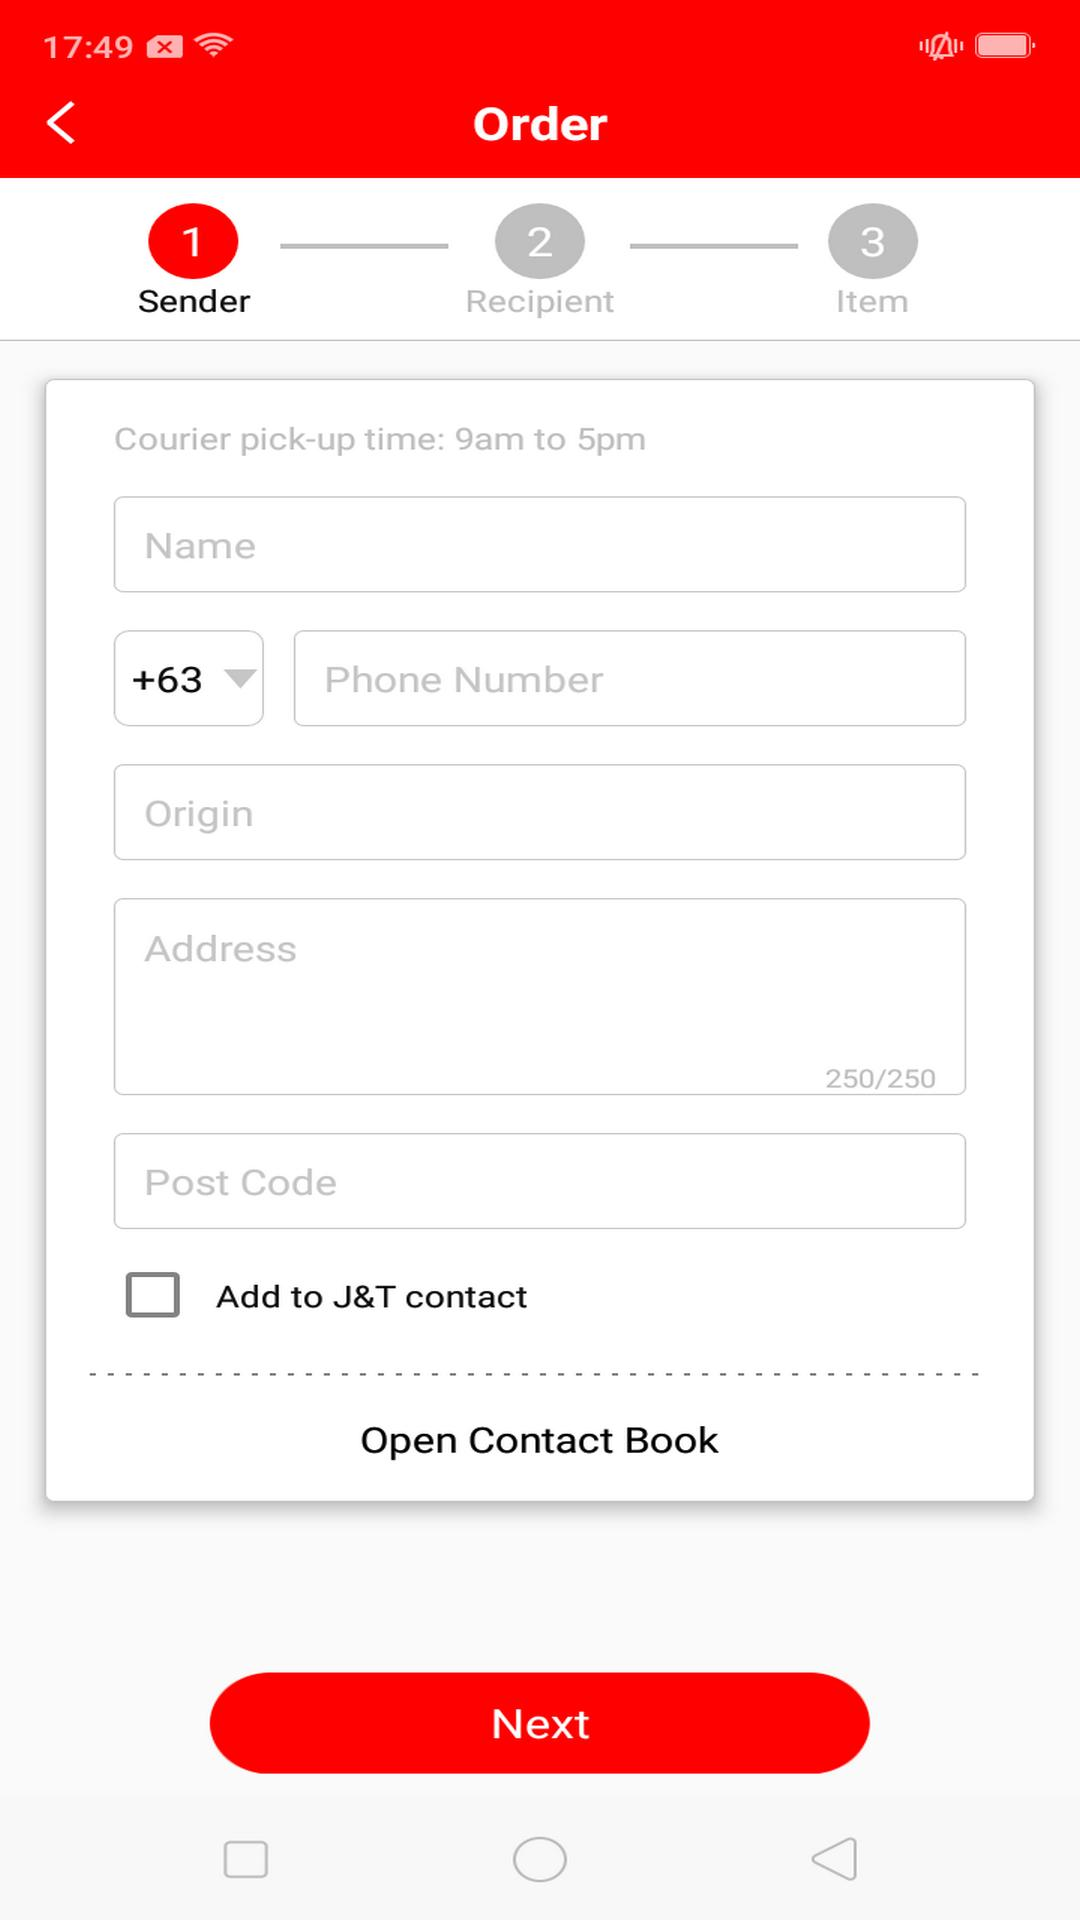 17:49
Order
1 2 3
Sender Recipient Item
Courier pick-up time: 9am to 5pm
Name
+63 Phone Number
Origin
Address
250/250
Post Code
Add to J&T contact
Open Contact Book
Next